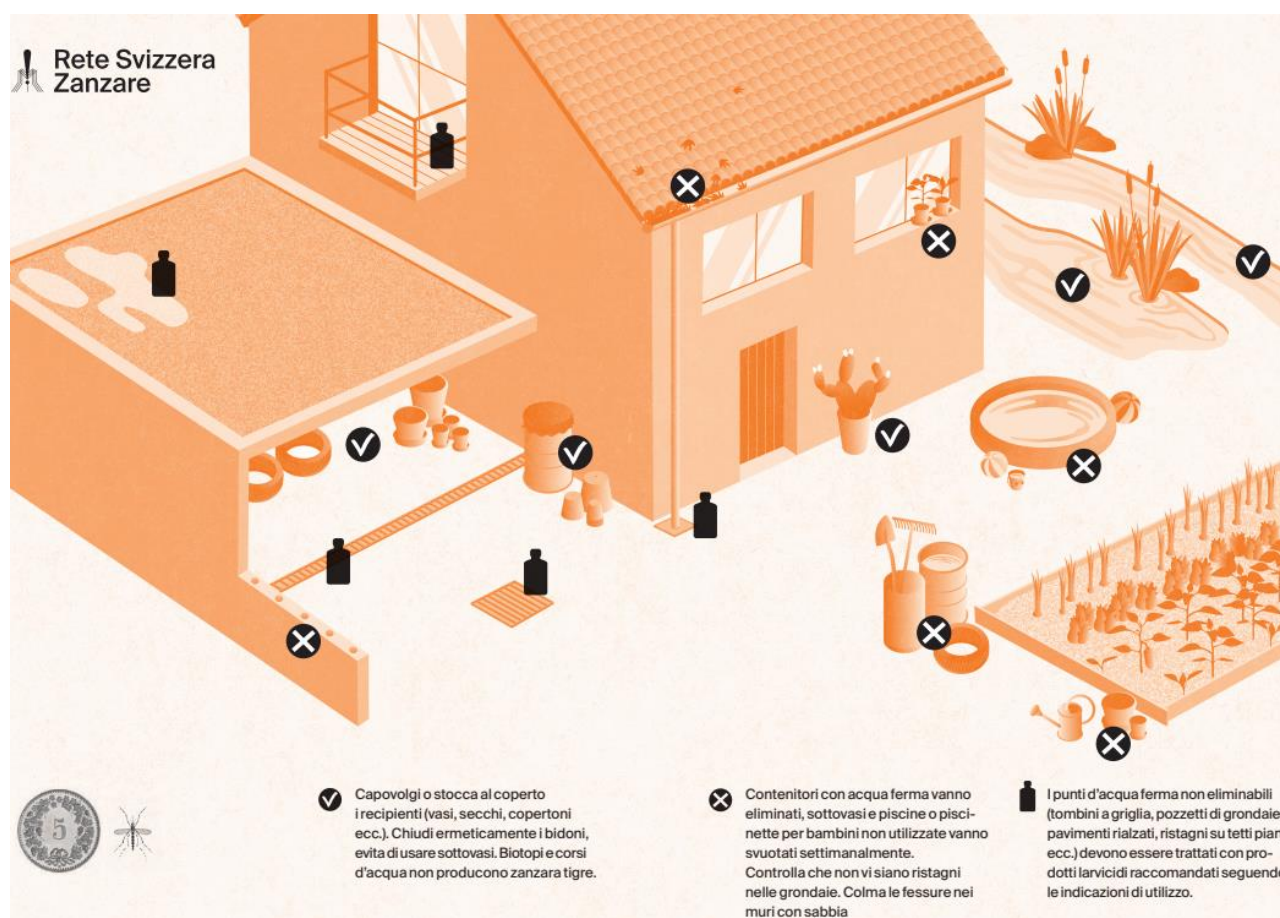 Rete Svizzera
Zanzare
5
Capovolgi o stocca al coperto
i recipienti (vasi, secchi, copertoni
ecc.). Chiudi ermeticamente i bidoni,
evita di usare sottovasi. Biotopi e corsi
d'acqua non producono zanzara tigre.
Contenitori con acqua ferma vanno
eliminati, sottovasi e piscine o pisci-
nette per bambini non utilizzate vanno
svuotati settimanalmente.
Controlla che non vi siano ristagni
nelle grondaie. Colma le fessure nei
muri con sabbia
I punti d'acqua ferma non eliminabili
(tombini a griglia, pozzetti di grondaie
pavimenti rialzati, ristagni su tetti pian
ecc.) devono essere trattati con pro-
dotti larvicidi raccomandati seguend
le indicazioni di utilizzo.